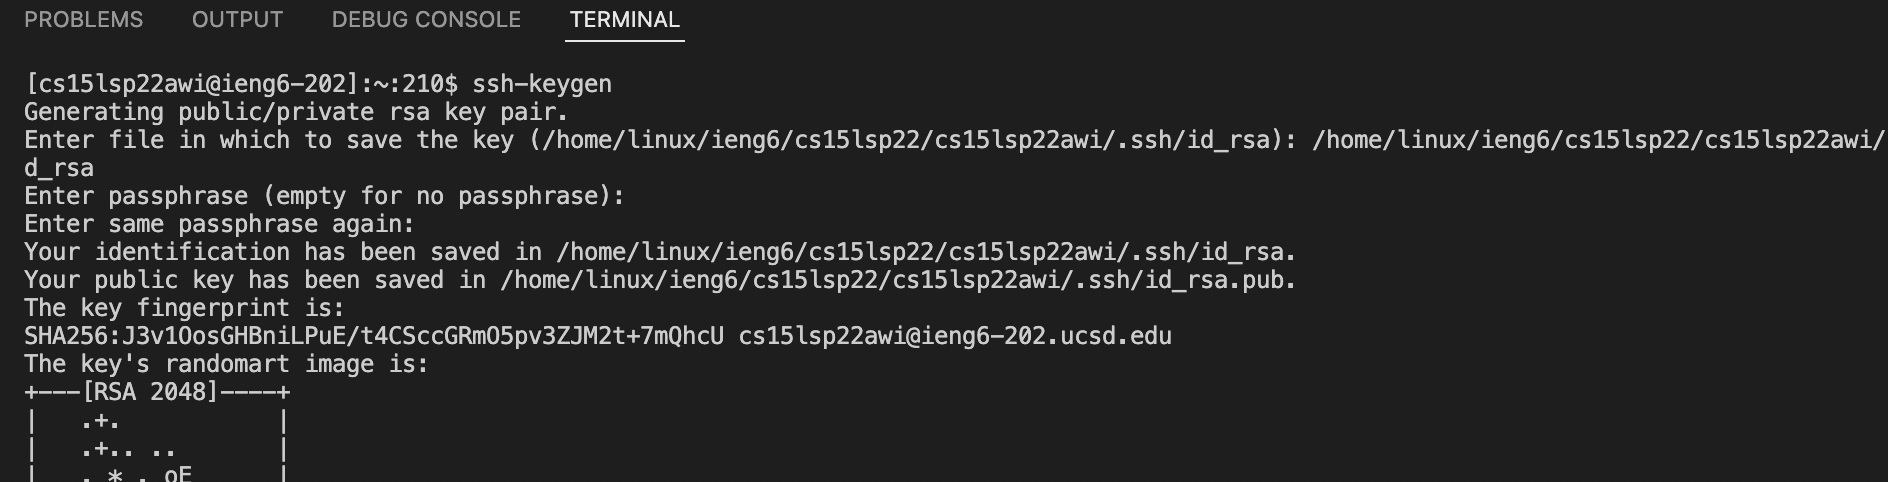 PROBLEMS OUTPUT DEBUG CONSOLE TERMINAL
[cs15lsp22awi@ieng6-202]:~:210$ ssh-keygen
Generating public/private rsa key pair.
Enter file in which to save the key (/home/linux/ieng6/cs15lsp22/cs15lsp22awi/.ssh/id_rsa): /home/linux/ieng6/cs15lsp22/cs15lsp22awi/
d_rsa
Enter passphrase (empty for no passphrase):
Enter same passphrase again:
Your identification has been saved in /home/linux/ieng6/cs15lsp22/cs15lsp22awi/.ssh/id_rsa.
Your public key has been saved in /home/linux/ieng6/cs15lsp22/cs15lsp22awi/.ssh/id_rsa.pub.
The key fingerprint is:
SHA256:J3v1OosGHBniLPuE/t4CSccGRmO5pv3ZJM2t+7mQhcU cs15lsp22awi@ieng6-202.ucsd.edu
The key's randomart image is:
+---[RSA 2048]----+
|   .+.           |
|   .+.. ..       |
|   . * . oE      |